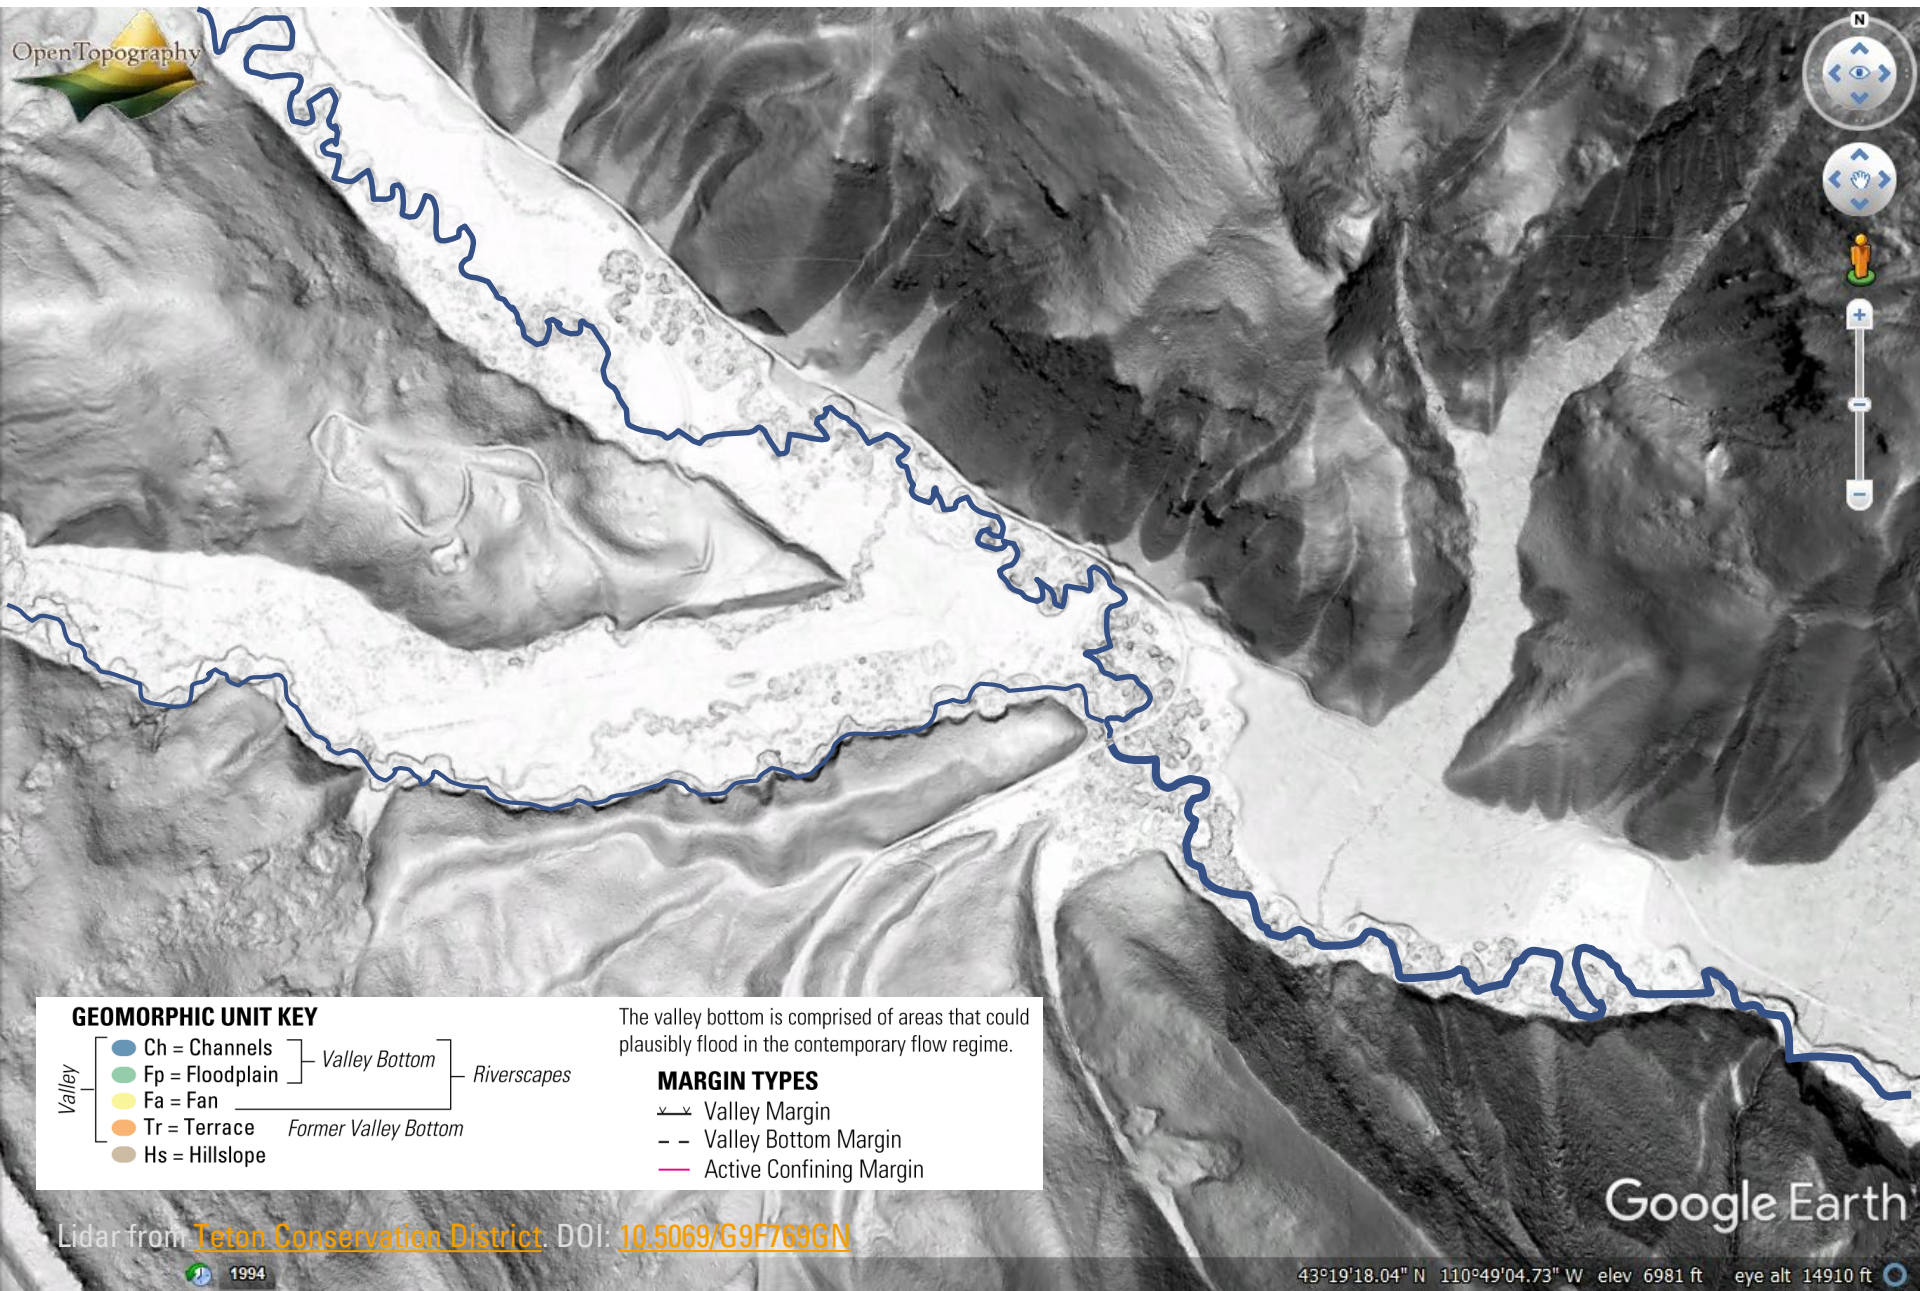 N
OpenTopography
GEOMORPHIC UNIT KEY
Valley
Ch = Channels
Fp = Floodplain
Fa = Fan
Tr = Terrace
Hs = Hillslope
Valley Bottom
Riverscapes
Former Valley Bottom
The valley bottom is comprised of areas that could
plausibly flood in the contemporary flow regime.
MARGIN TYPES
Valley Margin
Valley Bottom Margin
Active Confining Margin
Google Earth
Lidar from Teton Conservation District. DOI: 10.5069/G9F769GN
1994
43°19'18.04" N 110°49'04.73" W elev 6981 ft eye alt 14910 ft